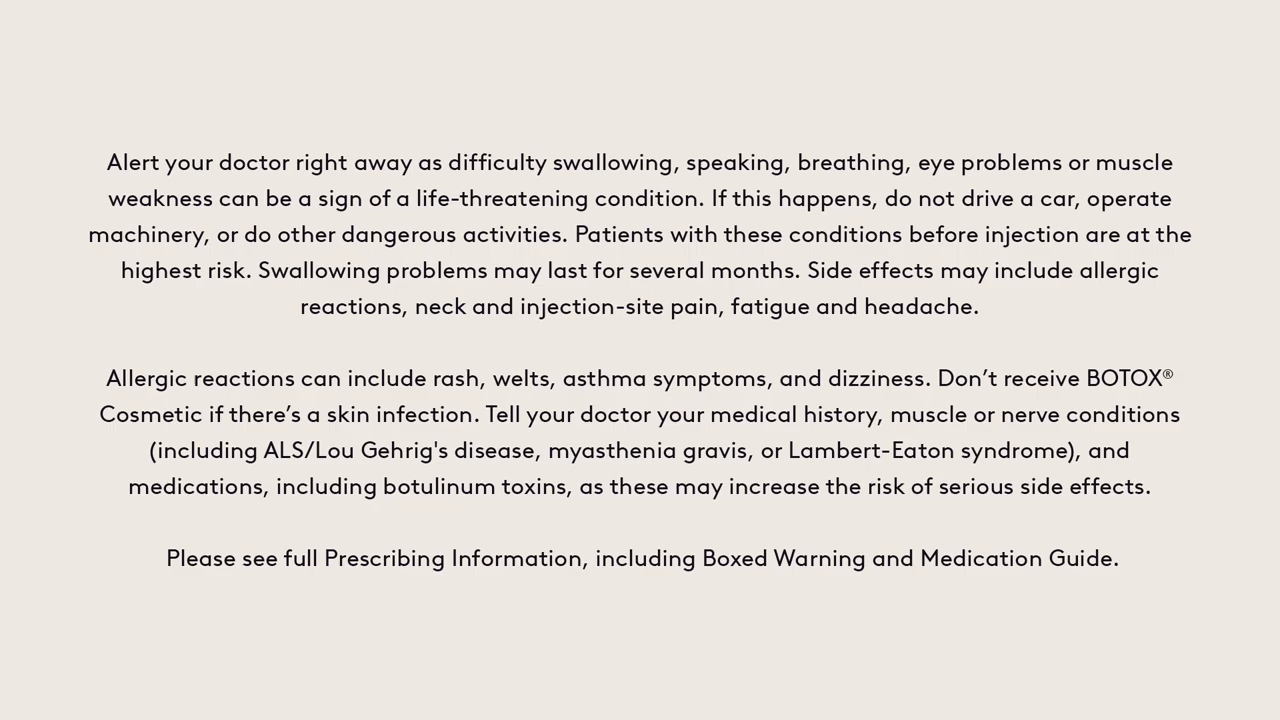 Alert your doctor right away as difficulty swallowing, speaking, breathing, eye problems or muscle
weakness can be a sign of a life-threatening condition. If this happens, do not drive a car, operate
machinery, or do other dangerous activities. Patients with these conditions before injection are at the
highest risk. Swallowing problems may last for several months. Side effects may include allergic
reactions, neck and injection-site pain, fatigue and headache.
Allergic reactions can include rash, welts, asthma symptoms, and dizziness. Don’t receive BOTOX®
Cosmetic if there’s a skin infection. Tell your doctor your medical history, muscle or nerve conditions
(including ALS/Lou Gehrig's disease, myasthenia gravis, or Lambert-Eaton syndrome), and
medications, including botulinum toxins, as these may increase the risk of serious side effects.
Please see full Prescribing Information, including Boxed Warning and Medication Guide.